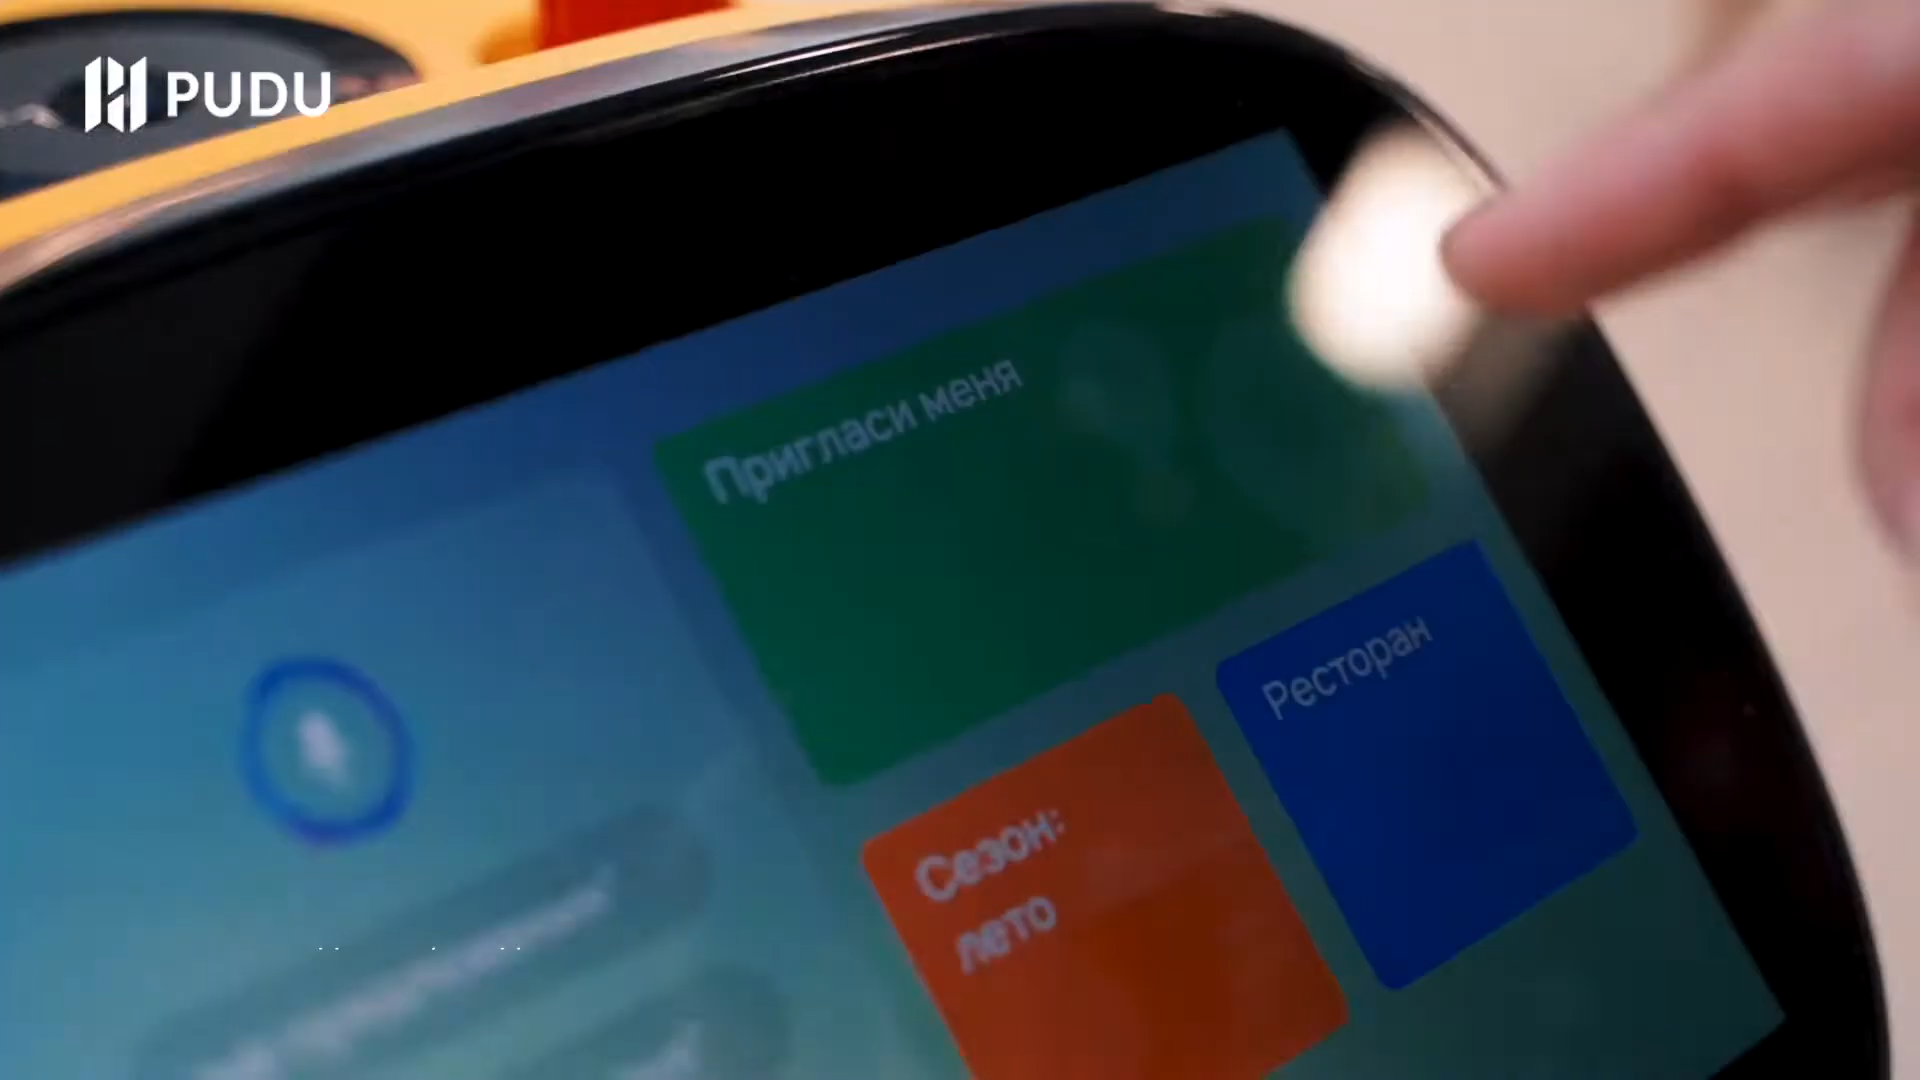 PUDU
Пригласи меня
Ресторан
Сезон:
лето